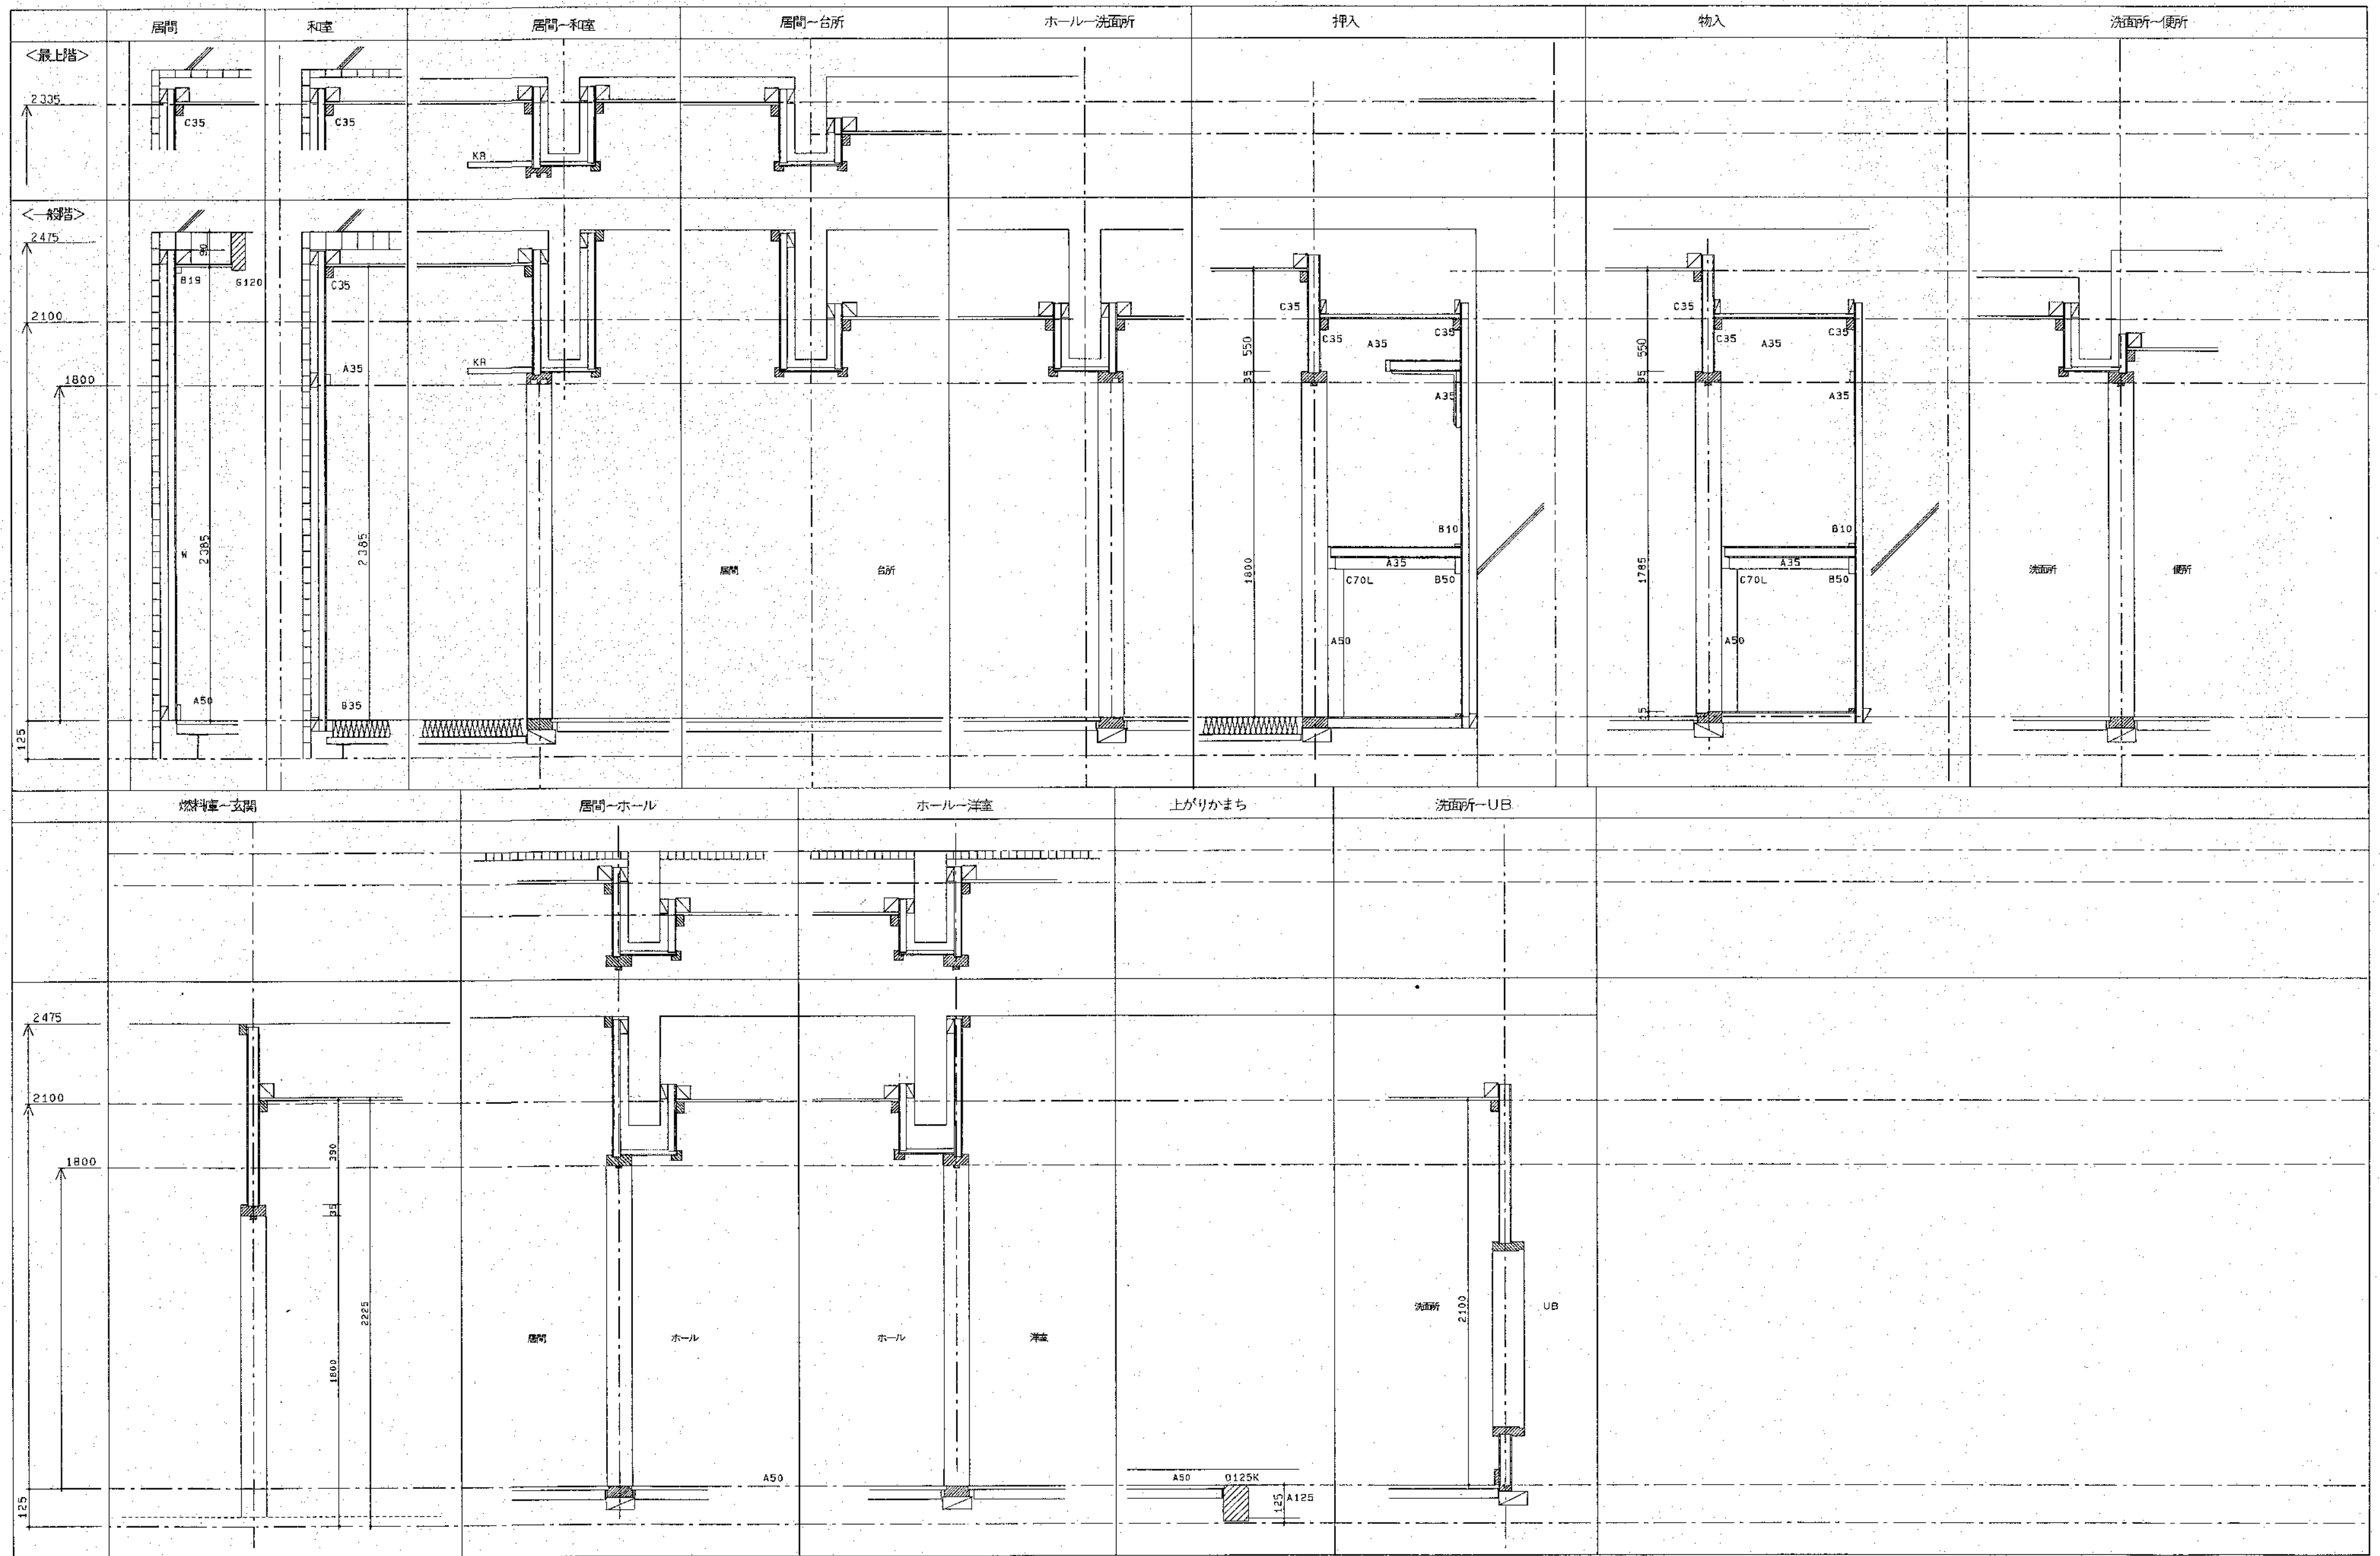 居間
和室
居間~和室
居間~台所
ホール~洗面所
押入
物入
洗面所~便所
<最上階>
2335
C35
C35
KA
<一般階>
2475
90
B19
G120
C35
2100
A35
KA
1800
W
2385
2385
A50
B35
125
居間
台所
C35
C35
A35
C35
550
35
A35
B10
A35
C70L
B50
1800
A50
C35
C35
A35
C35
550
35
A35
B10
A35
C70L
B50
1785
A50
15
洗面所
便所
燃料庫~玄関
居間~ホール
ホール~洋室
上がりかまち
洗面所~UB
2475
2100
1800
390
35
2225
1800
125
居間
ホール
A50
ホール
洋室
A50
0125K
125
A125
洗面所
2100
UB